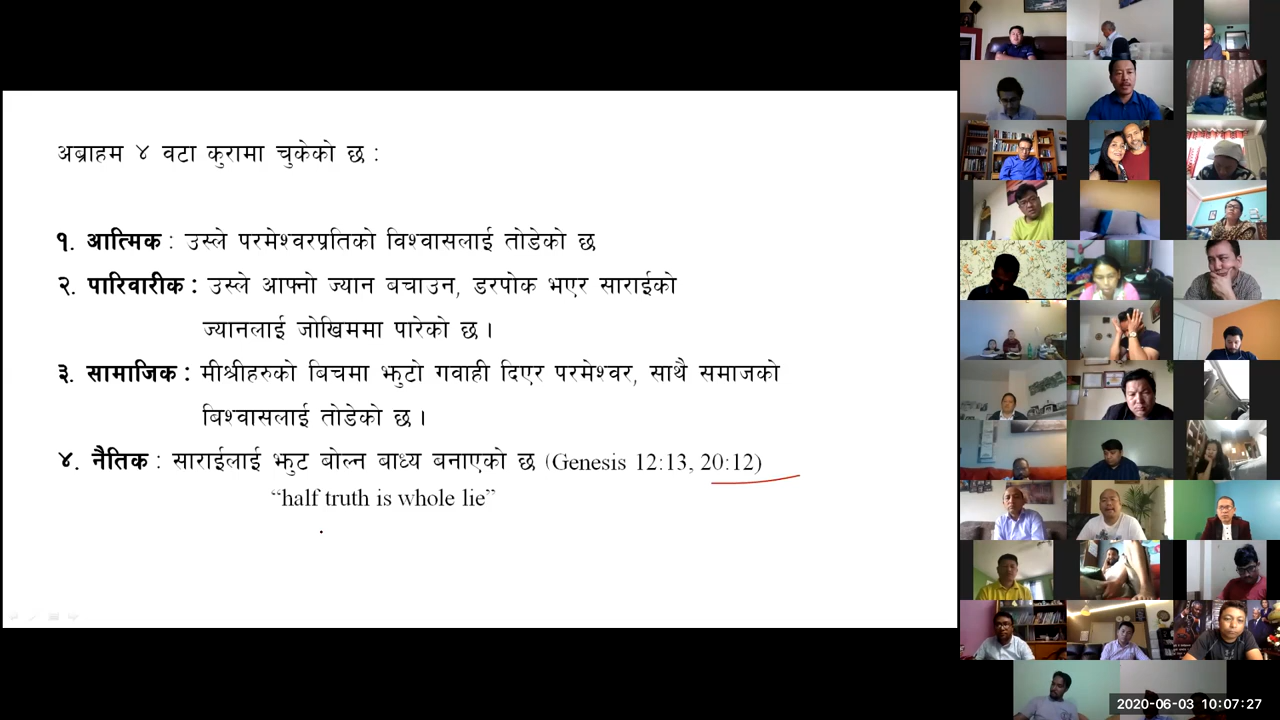 अब्राहम ४ वटा कुरामा चुकेको छ :
१. आत्मिक : उस्ले परमेश्वरप्रतिको विश्वासलाई तोडेको छ
२. पारिवारीक : उस्ले आफ्नो ज्यान बचाउन, डरपोक भएर साराईको
ज्यानलाई जोखिममा पारेको छ ।
३. सामाजिक : मीश्रीहरुको बिचमा झुटो गवाही दिएर परमेश्वर, साथै समाजको
बिश्वासलाई तोडेको छ ।
४. नैतिक : साराईलाई झुट बोल्न बाध्य बनाएको छ (Genesis 12:13, 20:12)
“half truth is whole lie”
.
2020-06-03 10:07:27